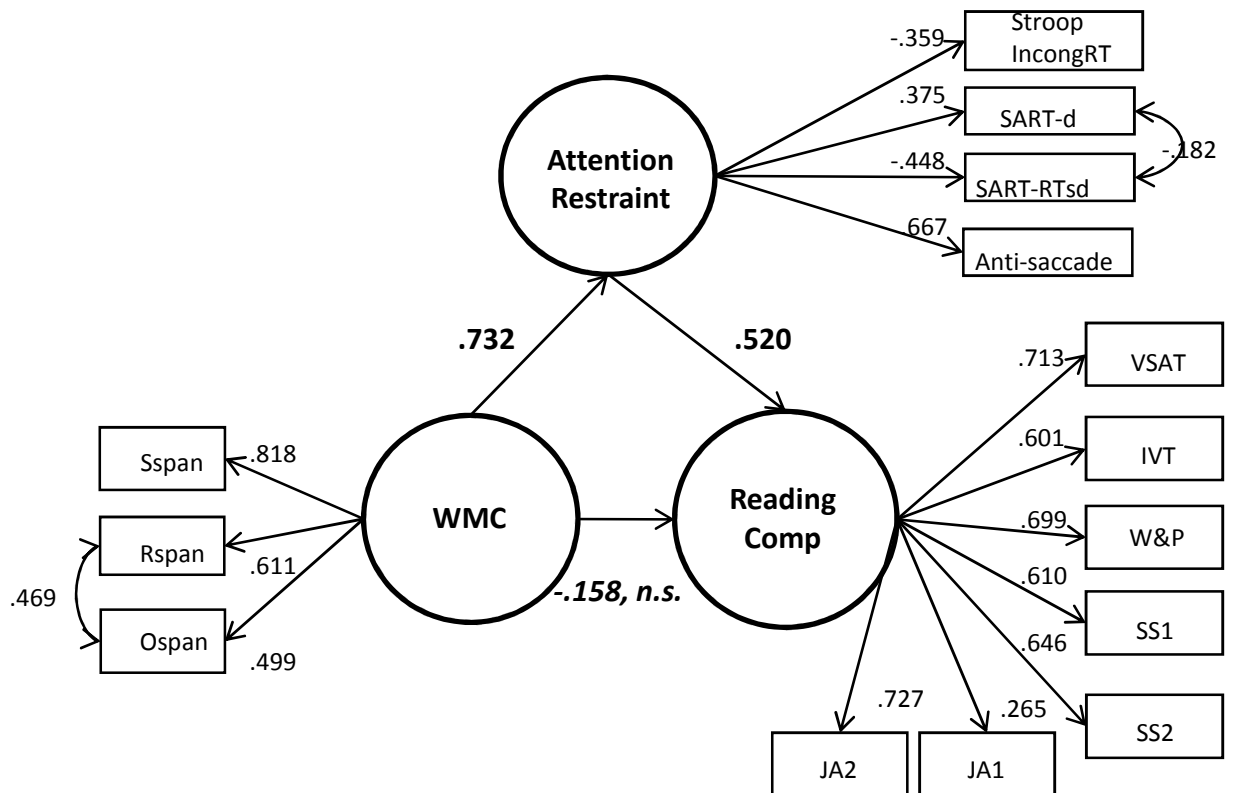 Stroop
IncongRT
-.359
.375
SART-d
-.182
-.448
SART-RTsd
.667
Anti-saccade
Attention
Restraint
.732
.520
.713
VSAT
.601
IVT
.699
W&P
.610
SS1
.646
SS2
Sspan
.818
Rspan
.611
.469
Ospan
.499
WMC
Reading
Comp
-.158, n.s.
.727
.265
JA2
JA1